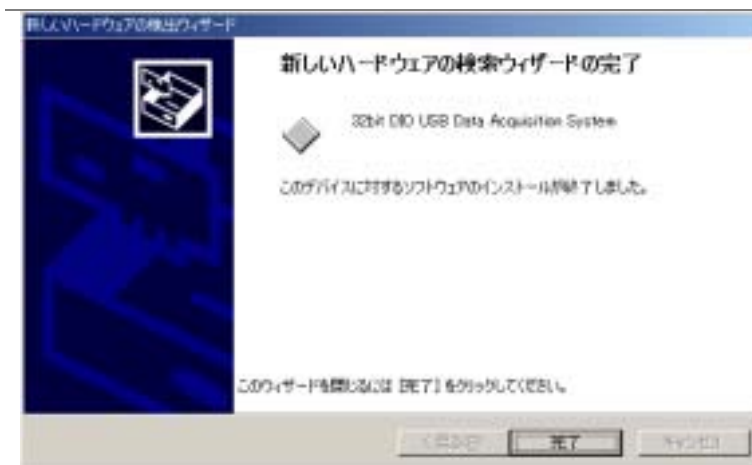 新しいハードウェアの検出ウィザード
新しいハードウェアの検索ウィザードの完了
32bit DIO USB Data Acquisition System
このデバイスに対するソフトウェアのインストールが終了しました。
このウィザードを閉じるには [完了] をクリックしてください。
< 戻る(B)
完了
キャンセル